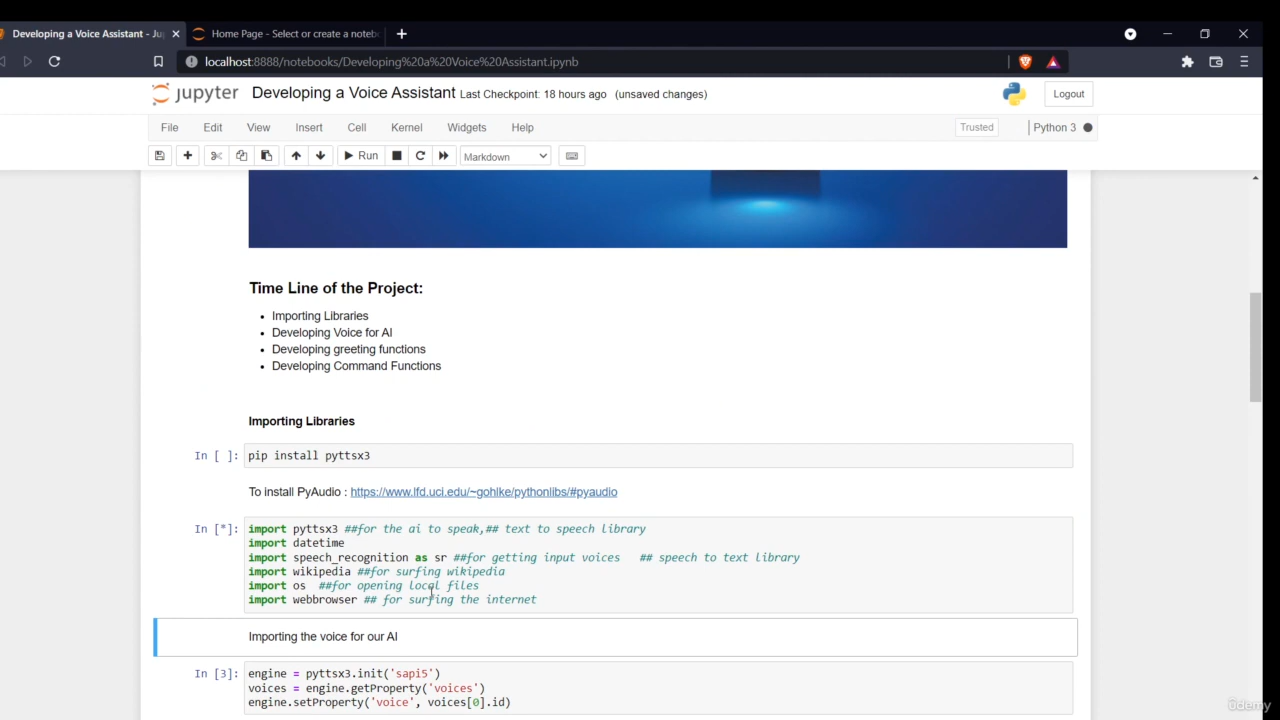 Developing a Voice Assistant - Ju
Home Page - Select or create a noteb
localhost:8888/notebooks/Developing%20a%20Voice%20Assistant.ipynb
jupyter Developing a Voice Assistant Last Checkpoint: 18 hours ago (unsaved changes) Logout
File Edit View Insert Cell Kernel Widgets Help Trusted Python 3
Run Markdown
Time Line of the Project:
Importing Libraries
Developing Voice for AI
Developing greeting functions
Developing Command Functions
Importing Libraries
In [ ]: pip install pyttsx3
To install PyAudio : https://www.lfd.uci.edu/~gohlke/pythonlibs/#pyaudio
In [*]: import pyttsx3 ##for the ai to speak,## text to speech library
import datetime
import speech_recognition as sr ##for getting input voices ## speech to text library
import wikipedia ##for surfing wikipedia
import os ##for opening local files
import webbrowser ## for surfing the internet
Importing the voice for our AI
In [3]: engine = pyttsx3.init('sapi5')
voices = engine.getProperty('voices')
engine.setProperty('voice', voices[0].id)
ûdemy